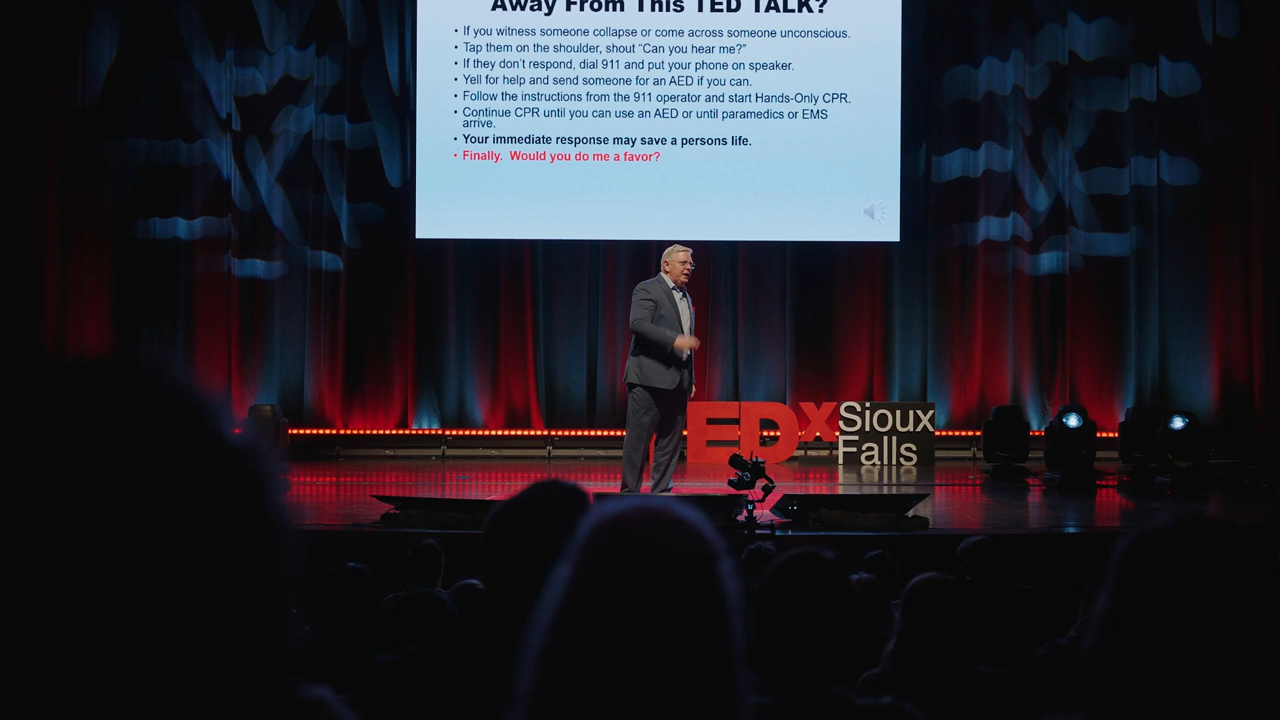 Away From This TED TALK?
• If you witness someone collapse or come across someone unconscious.
• Tap them on the shoulder, shout “Can you hear me?”
• If they don’t respond, dial 911 and put your phone on speaker.
• Yell for help and send someone for an AED if you can.
• Follow the instructions from the 911 operator and start Hands-Only CPR.
• Continue CPR until you can use an AED or until paramedics or EMS
arrive.
• Your immediate response may save a persons life.
• Finally.  Would you do me a favor?
EDx Sioux
Falls